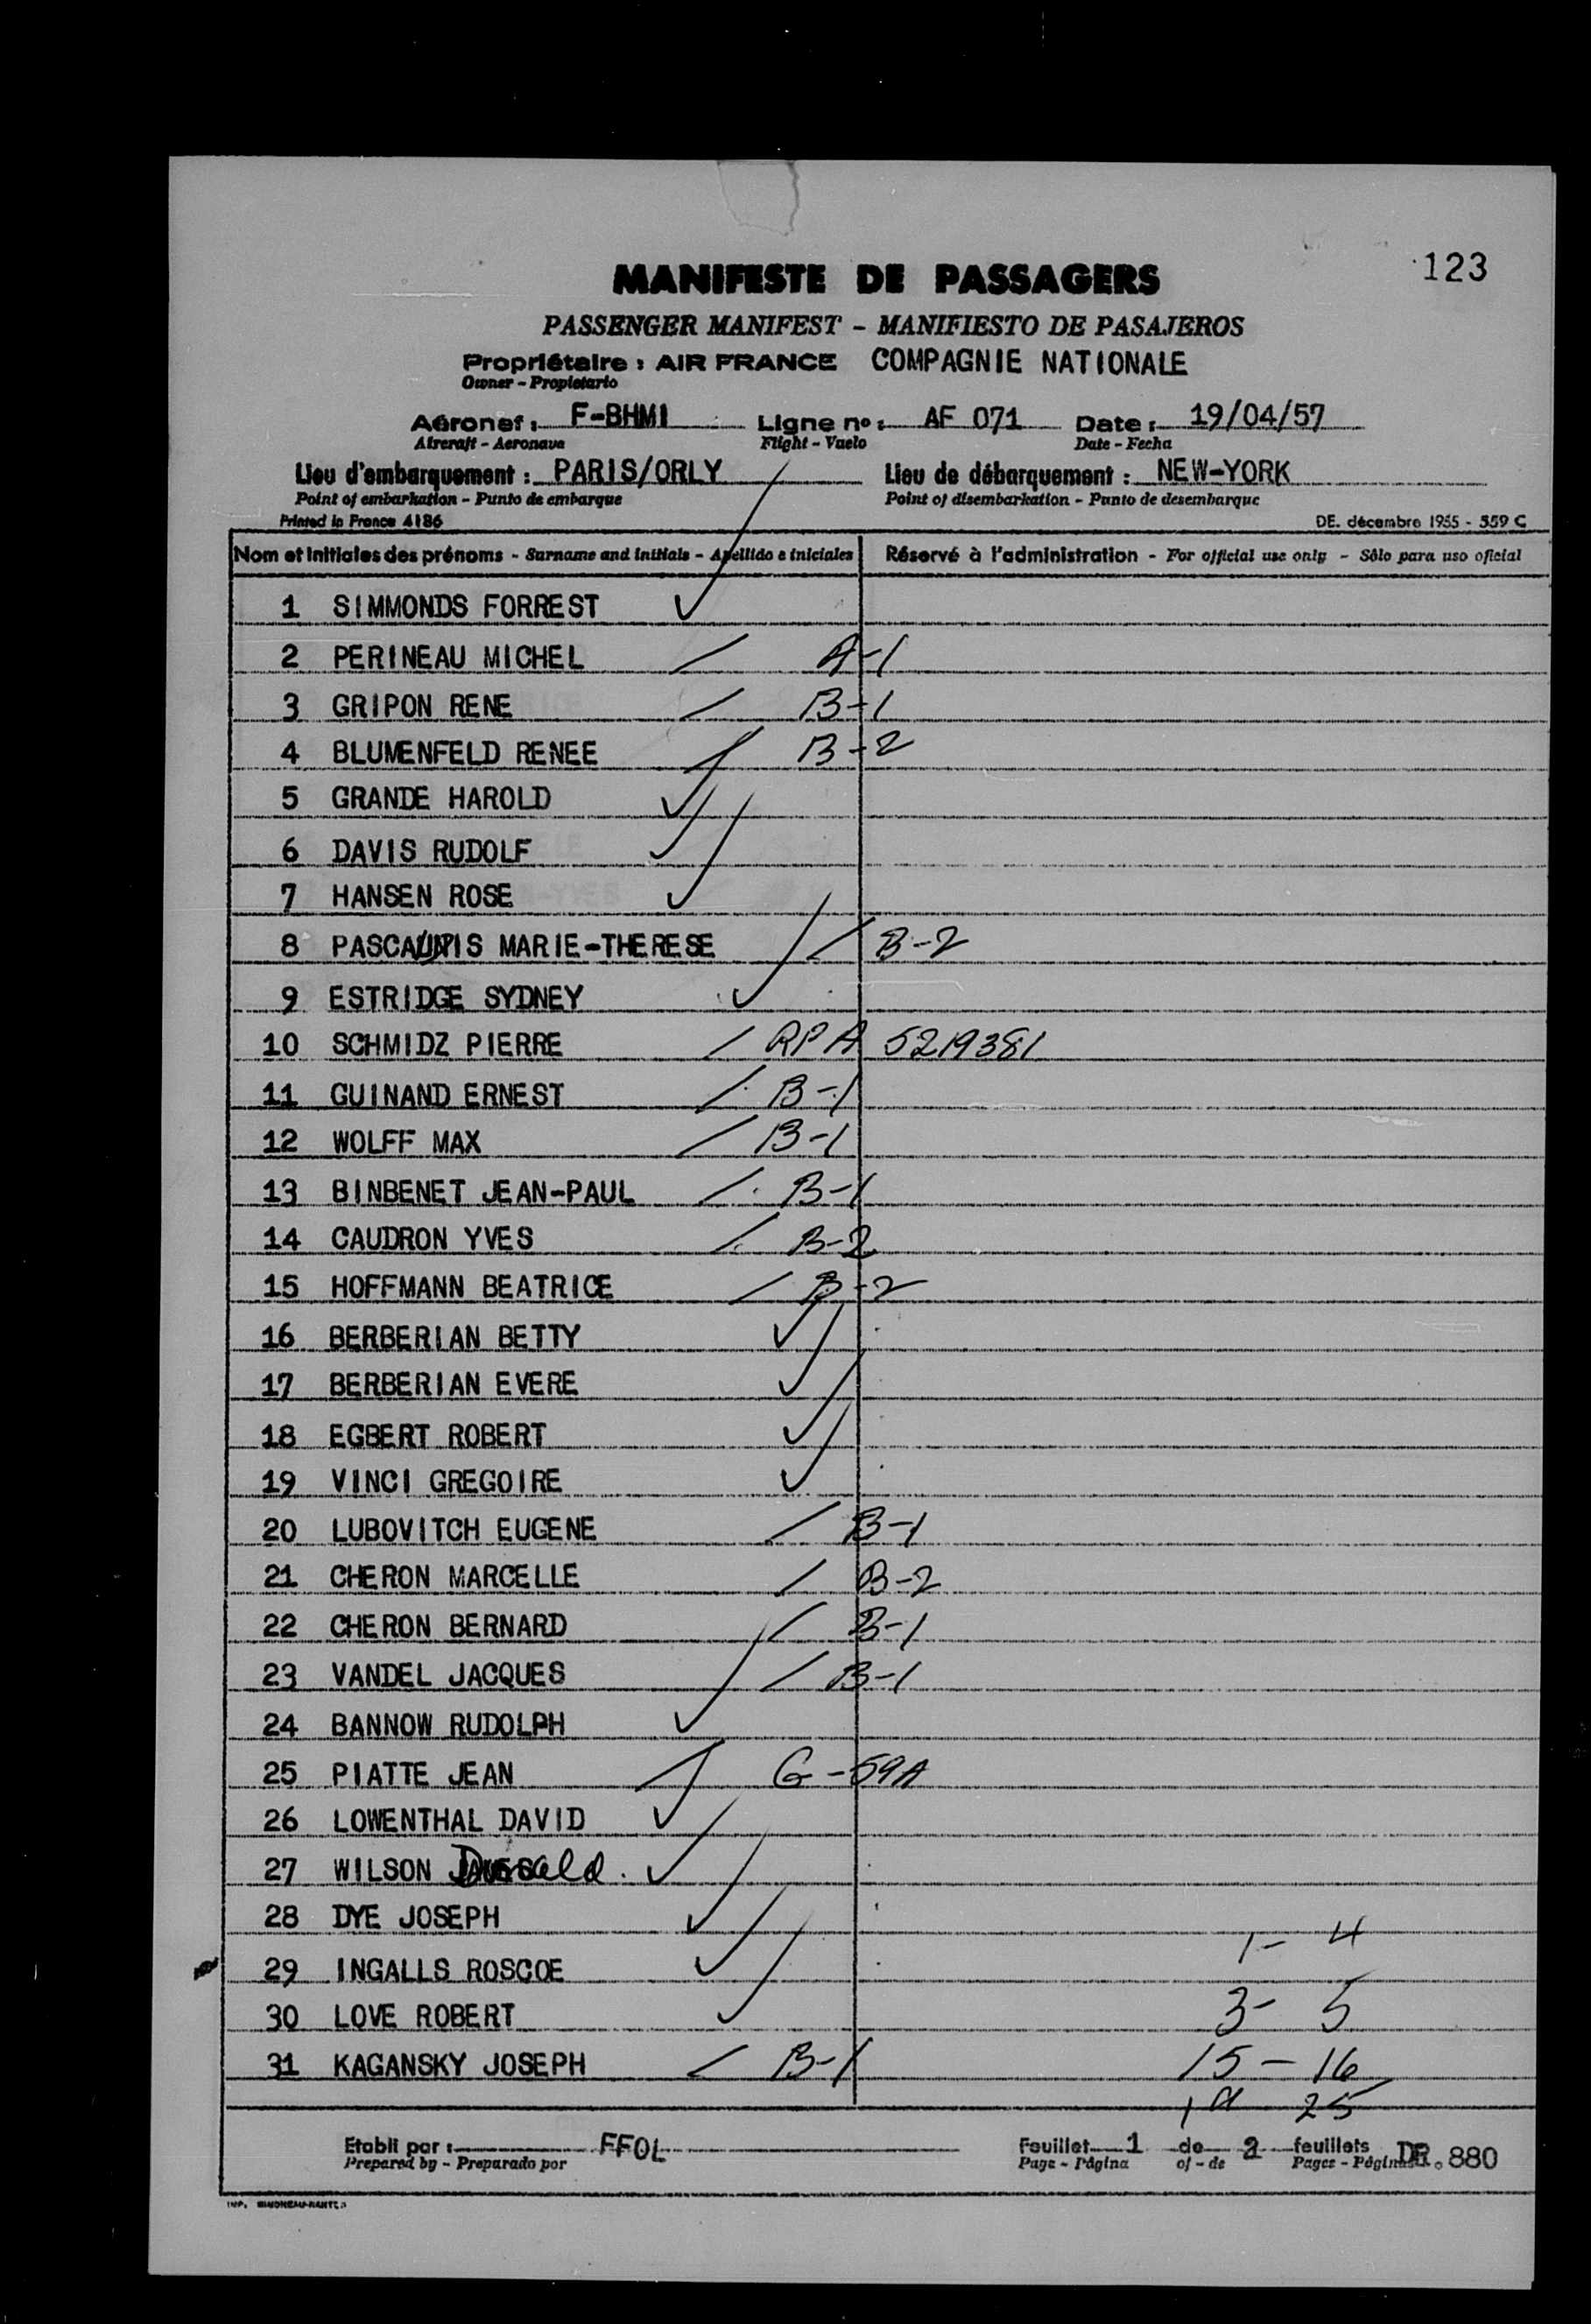 123
MANIFESTE DE PASSAGERS
PASSENGER MANIFEST - MANIFIESTO DE PASAJEROS
Propriétaire : AIR FRANCE COMPAGNIE NATIONALE
Owner - Propietario
Aéronef : F-BHMI Ligne no : AF 071 Date : 19/04/57
Aircraft - Aeronave Flight - Vuelo Date - Fecha
Lieu d'embarquement : PARIS/ORLY Lieu de débarquement : NEW-YORK
Point of embarkation - Punto de embarque Point of disembarkation - Punto de desembarque
Printed in France 4186 DE. décembre 1955 - 559 C
Nom et initiales des prénoms - Surname and initials - Apellido e iniciales Réservé à l'administration - For official use only - Sólo para uso oficial
1 SIMMONDS FORREST
2 PERINEAU MICHEL A-1
3 GRIPON RENE B-1
4 BLUMENFELD RENEE B-2
5 GRANDE HAROLD
6 DAVIS RUDOLF
7 HANSEN ROSE
8 MARIE-THERESE B-2
9 ESTRIDGE SYDNEY
10 SCHMIDZ PIERRE RPA 5219381
11 GUINAND ERNEST B-1
12 WOLFF MAX B-1
13 BINBENET JEAN-PAUL B-1
14 CAUDRON YVES B-2
15 HOFFMANN BEATRICE B-2
16 BERBERIAN BETTY
17 BERBERIAN EVERE
18 EGBERT ROBERT
19 VINCI GREGOIRE
20 LUBOVITCH EUGENE B-1
21 CHERON MARCELLE B-2
22 CHERON BERNARD B-1
23 VANDEL JACQUES B-1
24 BANNOW RUDOLPH
25 PIATTE JEAN G-59A
26 LOWENTHAL DAVID
27 WILSON
28 DYE JOSEPH
29 INGALLS ROSCOE
30 LOVE ROBERT
31 KAGANSKY JOSEPH B-1
1- 4
3- 5
15 - 16
25
Etabli par : FFOL Feuillet 1 de 2 feuillets DR.880
Prepared by - Preparado por Page - Página of - de Pages -